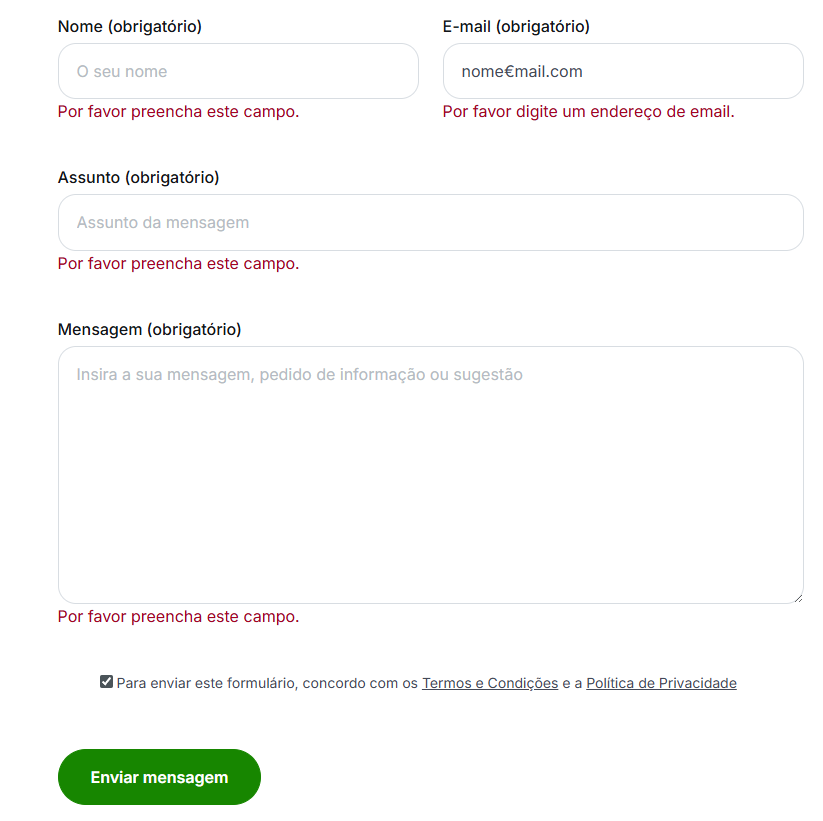 Nome (obrigatório)
E-mail (obrigatório)
O seu nome
nome€mail.com
Por favor preencha este campo.
Por favor digite um endereço de email.
Assunto (obrigatório)
Assunto da mensagem
Por favor preencha este campo.
Mensagem (obrigatório)
Insira a sua mensagem, pedido de informação ou sugestão
Por favor preencha este campo.
Para enviar este formulário, concordo com os Termos e Condições e a Política de Privacidade
Enviar mensagem